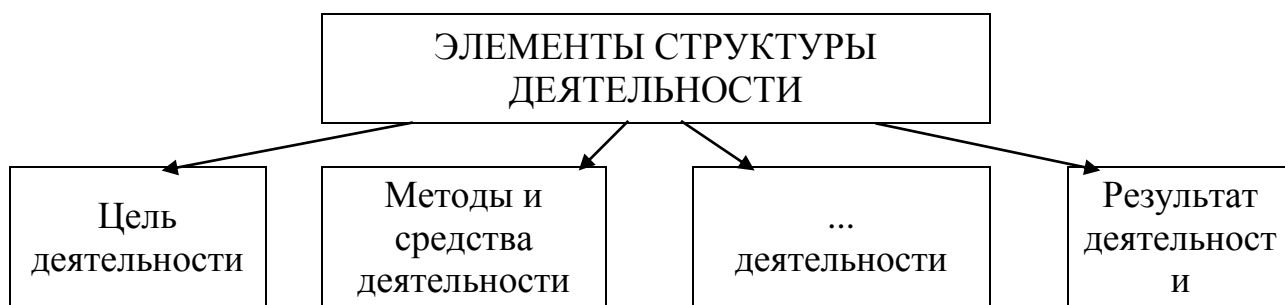 ЭЛЕМЕНТЫ СТРУКТУРЫ
ДЕЯТЕЛЬНОСТИ
Цель
деятельности
Методы и
средства
деятельности
...
деятельности
Результат
деятельност
и